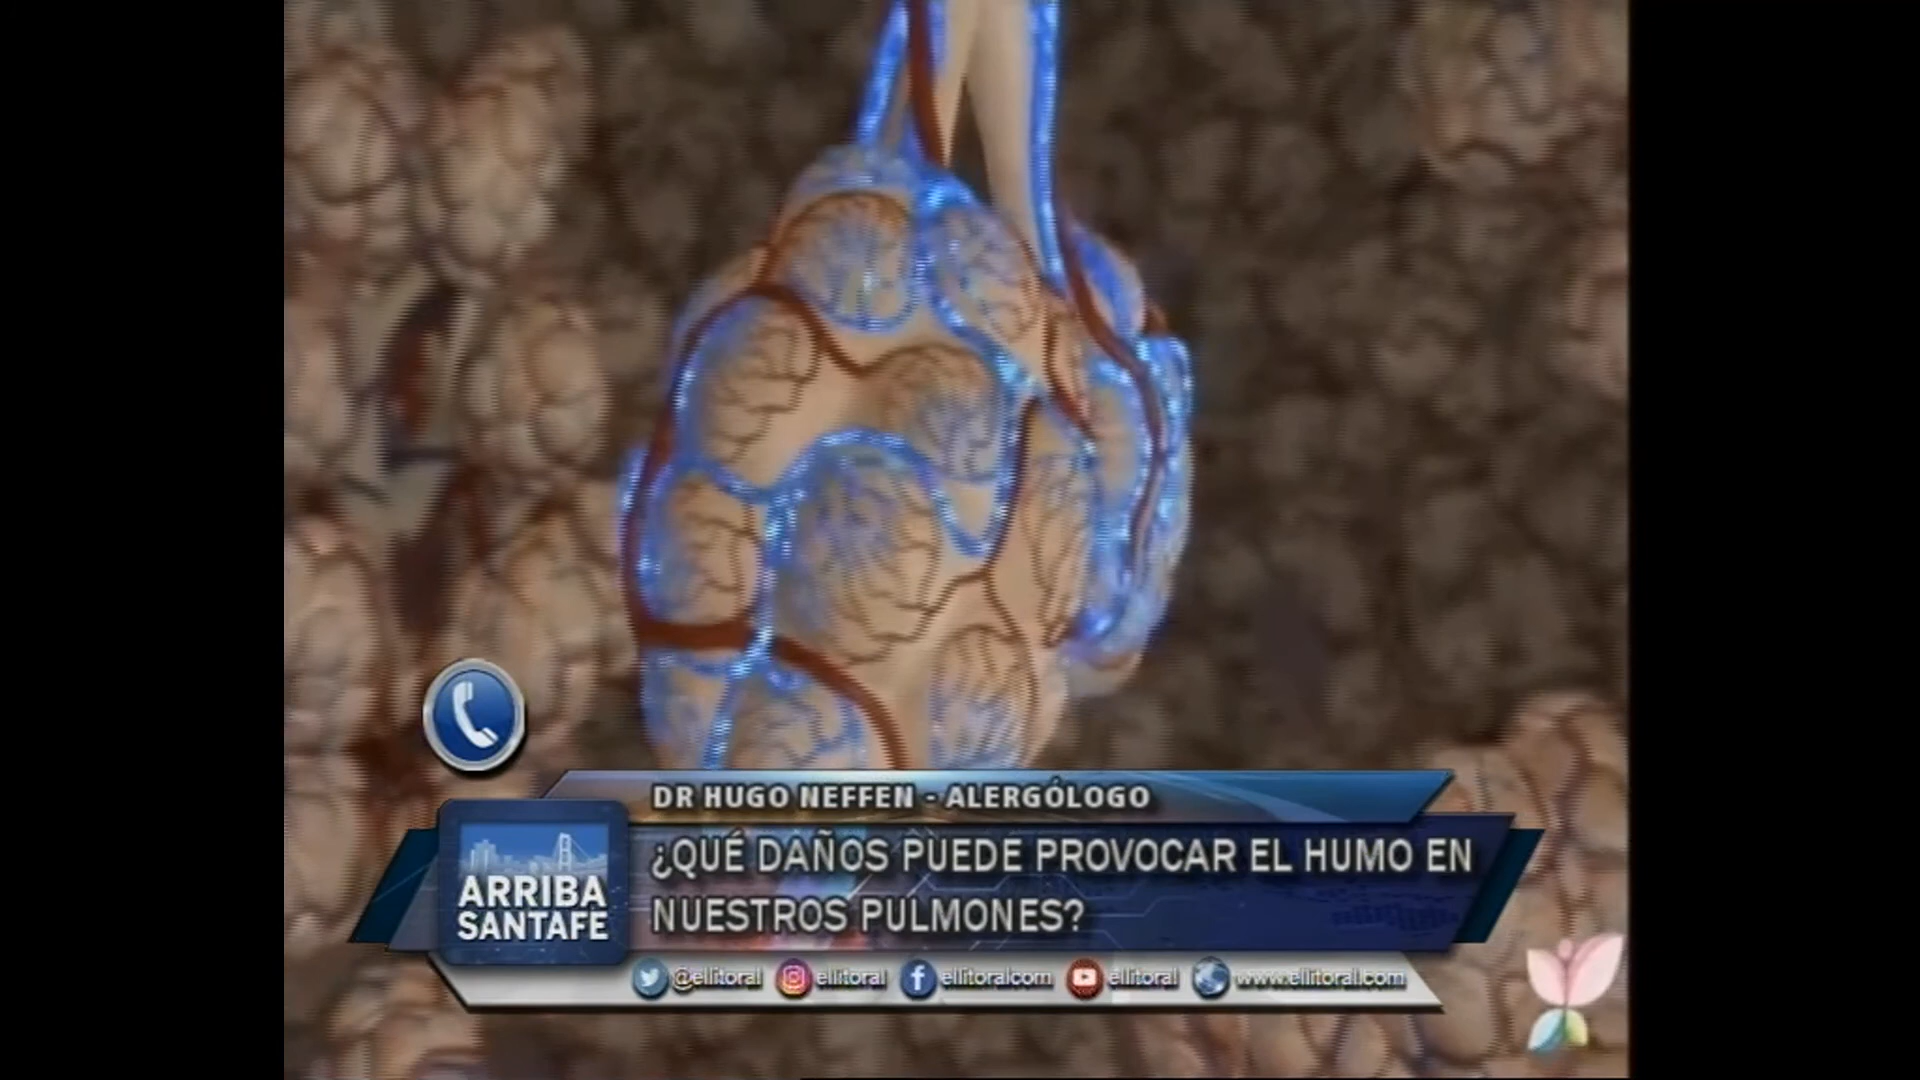 DR HUGO NEFFEN - ALERGÓLOGO
¿QUÉ DAÑOS PUEDE PROVOCAR EL HUMO EN
NUESTROS PULMONES?
ARRIBA
SANTAFE
@ellitoral ellitoral ellitoralcom ellitoral www.ellitoral.com